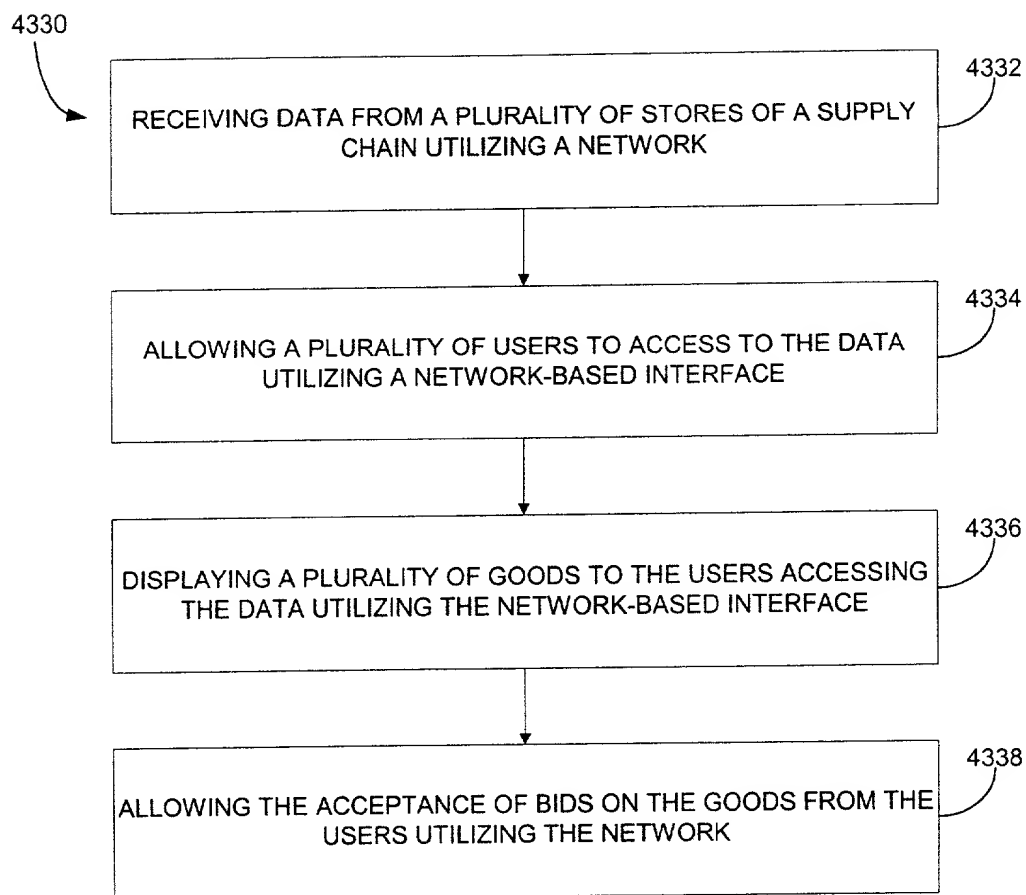 4330
4332
RECEIVING DATA FROM A PLURALITY OF STORES OF A SUPPLY
CHAIN UTILIZING A NETWORK
4334
ALLOWING A PLURALITY OF USERS TO ACCESS TO THE DATA
UTILIZING A NETWORK-BASED INTERFACE
4336
DISPLAYING A PLURALITY OF GOODS TO THE USERS ACCESSING
THE DATA UTILIZING THE NETWORK-BASED INTERFACE
4338
ALLOWING THE ACCEPTANCE OF BIDS ON THE GOODS FROM THE
USERS UTILIZING THE NETWORK